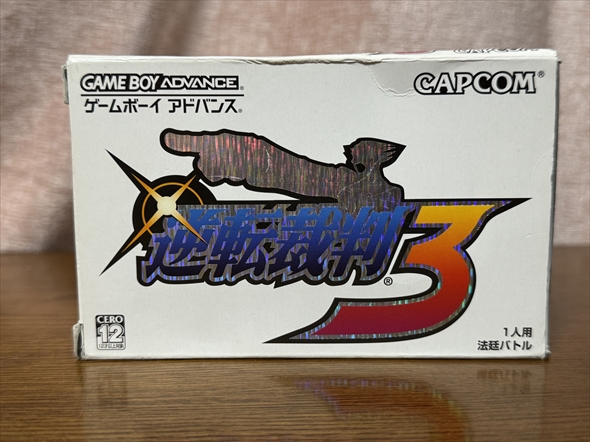 GAME BOY ADVANCE
ゲームボーイ アドバンス®
CAPCOM®
逆転裁判3®
CERO
12
1人用
法廷バトル